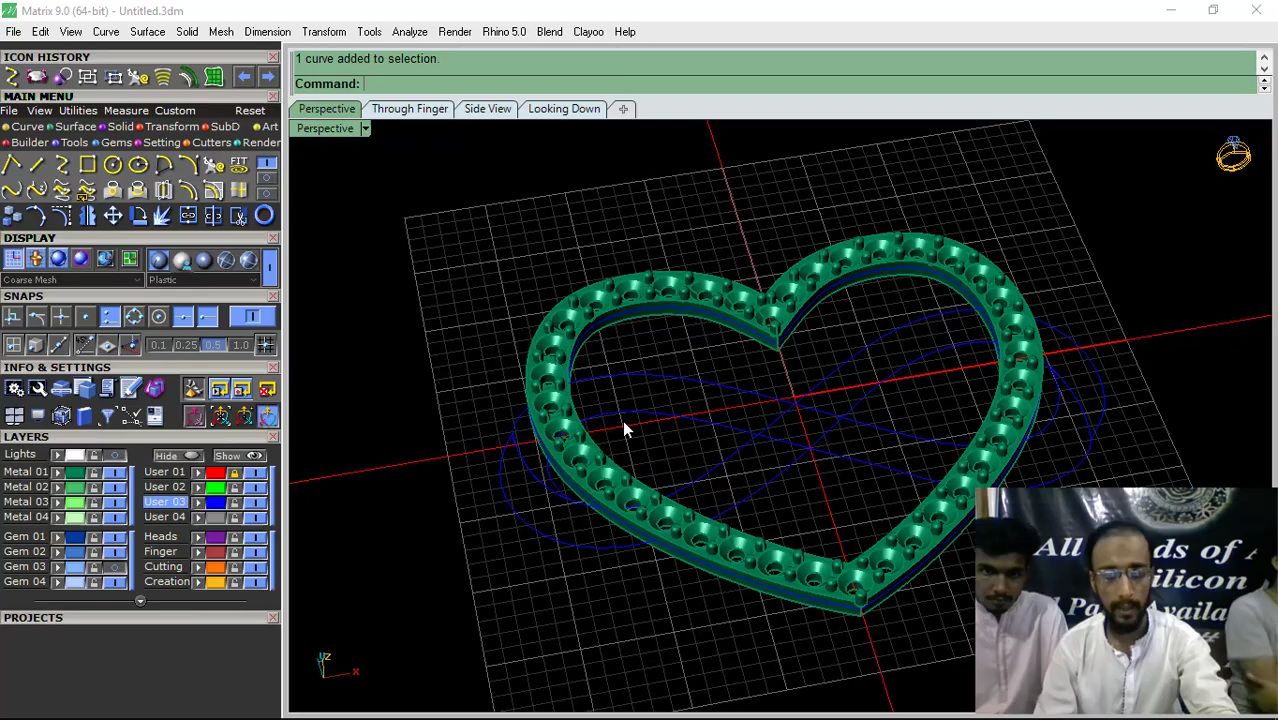 Matrix 9.0 (64-bit) - Untitled.3dm
File Edit View Curve Surface Solid Mesh Dimension Transform Tools Analyze Render Rhino 5.0 Blend Clayoo Help
ICON HISTORY
1 curve added to selection.
Command:
MAIN MENU
File View Utilities Measure Custom Reset
Curve Surface Solid Transform SubD Art
Builder Tools Gems Setting Cutters Render
FIT
Perspective Through Finger Side View Looking Down
Perspective
DISPLAY
Coarse Mesh Plastic
SNAPS
0.1 0.25 0.5 1.0
INFO & SETTINGS
LAYERS
Lights Hide Show
Metal 01 User 01
Metal 02 User 02
Metal 03 User 03
Metal 04 User 04
Gem 01 Heads
Gem 02 Finger
Gem 03 Cutting
Gem 04 Creation
PROJECTS
z
x
All
ds of
ilicon
Availa